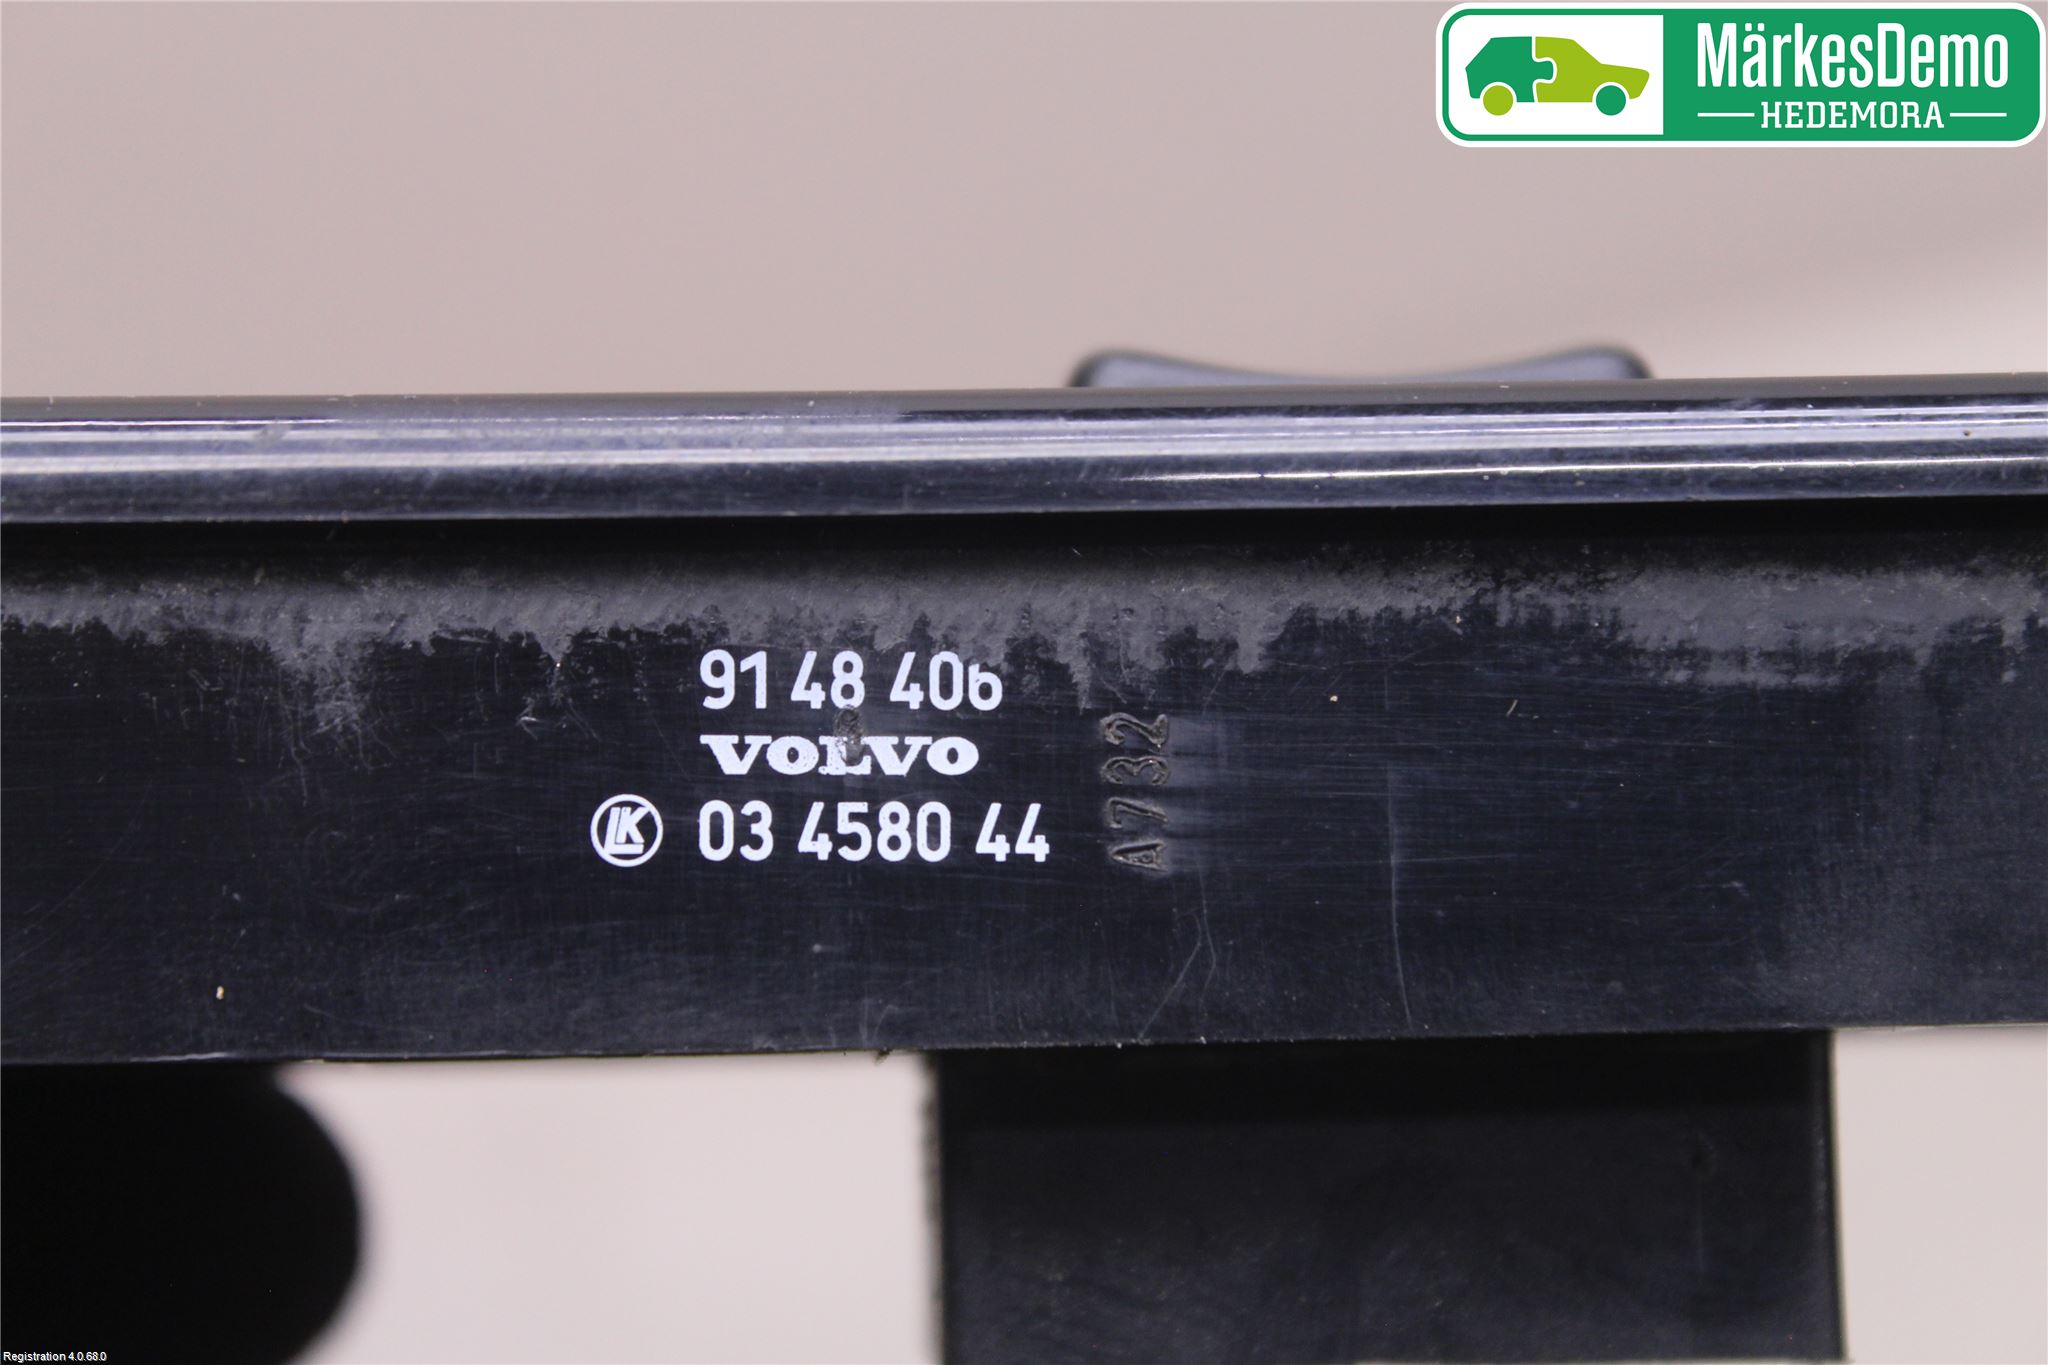 MärkesDemo
HEDEMORA
91 48 406
VOLVO
LK 03 4580 44
A732
Registration 4.0.68.0